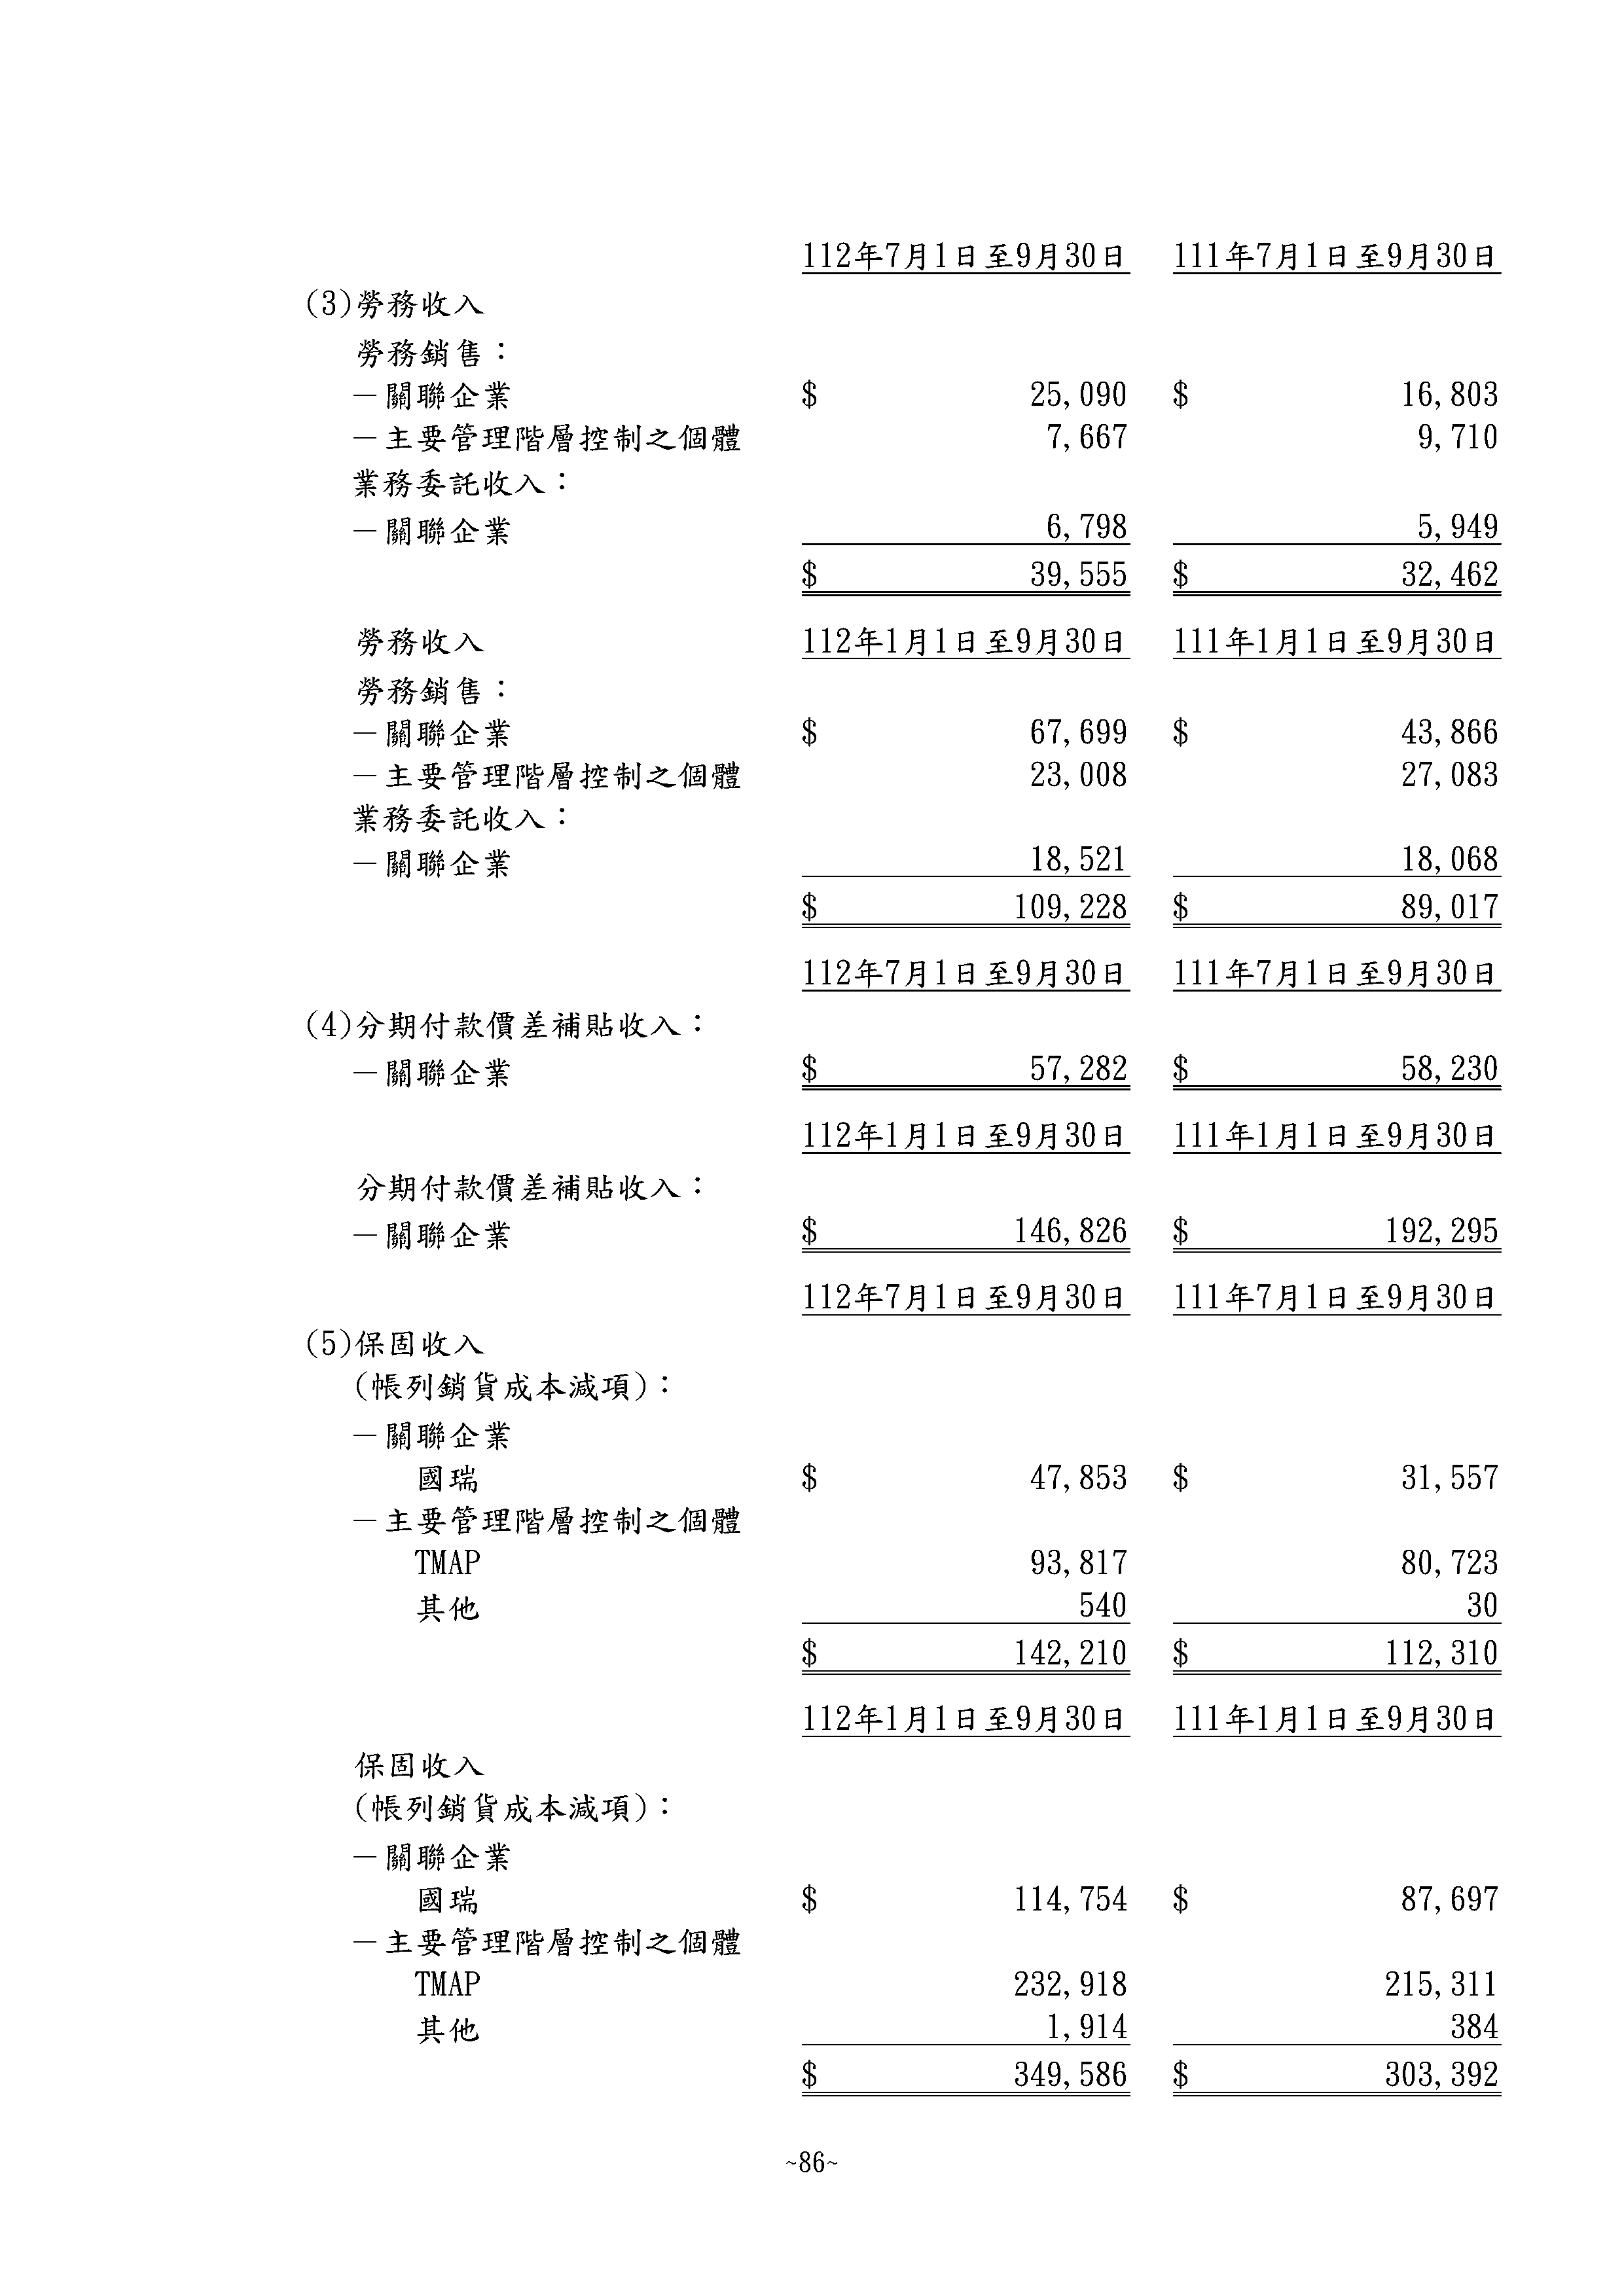 112年7月1日至9月30日 111年7月1日至9月30日
(3)勞務收入
勞務銷售：
－關聯企業 $ 25,090 $ 16,803
－主要管理階層控制之個體 7,667 9,710
業務委託收入：
－關聯企業 6,798 5,949
$ 39,555 $ 32,462
勞務收入 112年1月1日至9月30日 111年1月1日至9月30日
勞務銷售：
－關聯企業 $ 67,699 $ 43,866
－主要管理階層控制之個體 23,008 27,083
業務委託收入：
－關聯企業 18,521 18,068
$ 109,228 $ 89,017
112年7月1日至9月30日 111年7月1日至9月30日
(4)分期付款價差補貼收入：
－關聯企業 $ 57,282 $ 58,230
112年1月1日至9月30日 111年1月1日至9月30日
分期付款價差補貼收入：
－關聯企業 $ 146,826 $ 192,295
112年7月1日至9月30日 111年7月1日至9月30日
(5)保固收入
(帳列銷貨成本減項)：
－關聯企業
國瑞 $ 47,853 $ 31,557
－主要管理階層控制之個體
TMAP 93,817 80,723
其他 540 30
$ 142,210 $ 112,310
112年1月1日至9月30日 111年1月1日至9月30日
保固收入
(帳列銷貨成本減項)：
－關聯企業
國瑞 $ 114,754 $ 87,697
－主要管理階層控制之個體
TMAP 232,918 215,311
其他 1,914 384
$ 349,586 $ 303,392
~86~